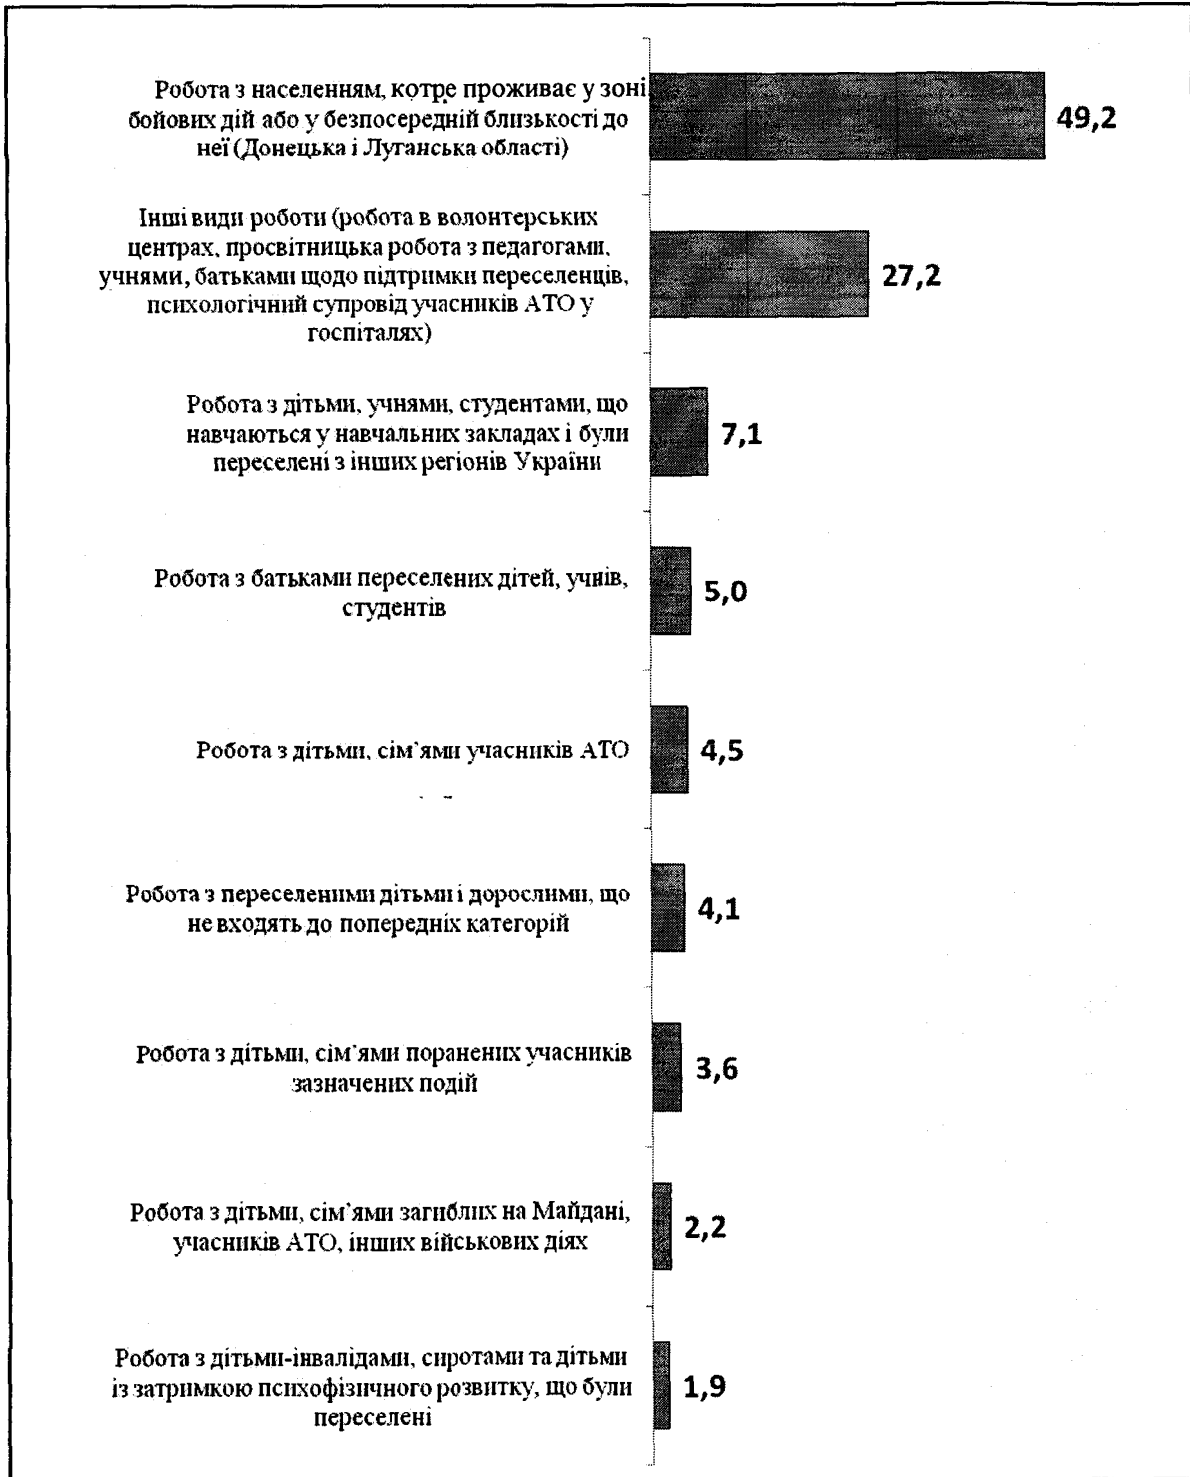 Робота з населенням, котре проживає у зоні
бойових дій або у безпосередній близькості до
неї (Донецька і Луганська області)
49,2
Інші види роботи (робота в волонтерських
центрах, просвітницька робота з педагогами,
учнями, батьками щодо підтримки переселенців,
психологічний супровід учасників АТО у
госпіталях)
27,2
Робота з дітьми, учнями, студентами, що
навчаються у навчальних закладах і були
переселені з інших регіонів України
7,1
Робота з батьками переселених дітей, учнів,
студентів
5,0
Робота з дітьми, сім'ями учасників АТО
4,5
Робота з переселеними дітьми і дорослими, що
не входять до попередніх категорій
4,1
Робота з дітьми, сім'ями поранених учасників
зазначених подій
3,6
Робота з дітьми, сім'ями загиблих на Майдані,
учасників АТО, інших військових діях
2,2
Робота з дітьми-інвалідами, сиротами та дітьми
із затримкою психофізичного розвитку, що були
переселені
1,9